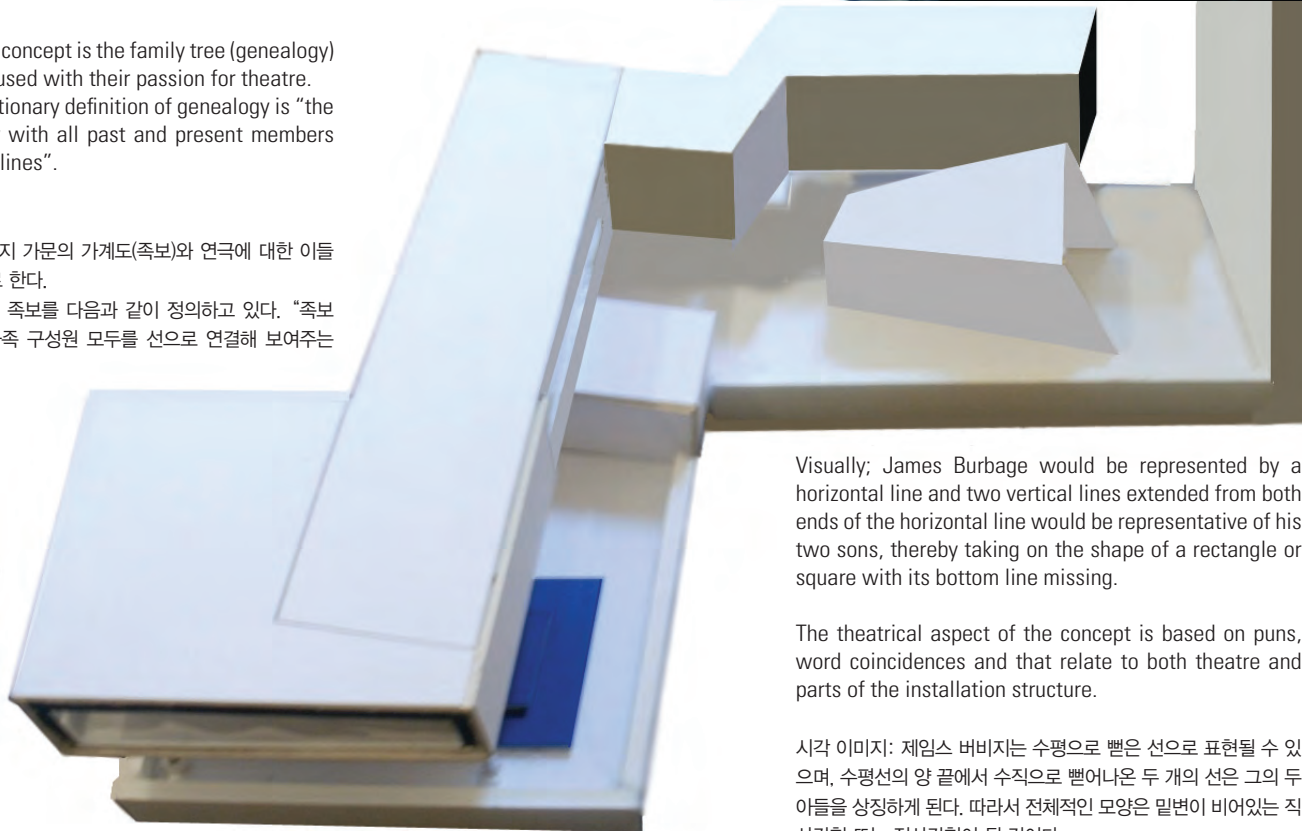 concept is the family tree (genealogy)
used with their passion for theatre.
tionary definition of genealogy is “the
with all past and present members
lines”.
지 가문의 가계도(족보)와 연극에 대한 이들
한다.
족보를 다음과 같이 정의하고 있다. “족보
구성원 모두를 선으로 연결해 보여주는
Visually; James Burbage would be represented by a
horizontal line and two vertical lines extended from both
ends of the horizontal line would be representative of his
two sons, thereby taking on the shape of a rectangle or
square with its bottom line missing.
The theatrical aspect of the concept is based on puns,
word coincidences and that relate to both theatre and
parts of the installation structure.
시각 이미지: 제임스 버비지는 수평으로 뻗은 선으로 표현될 수 있
으며, 수평선의 양 끝에서 수직으로 뻗어나온 두 개의 선은 그의 두
아들을 상징하게 된다. 따라서 전체적인 모양은 밑변이 비어있는 직